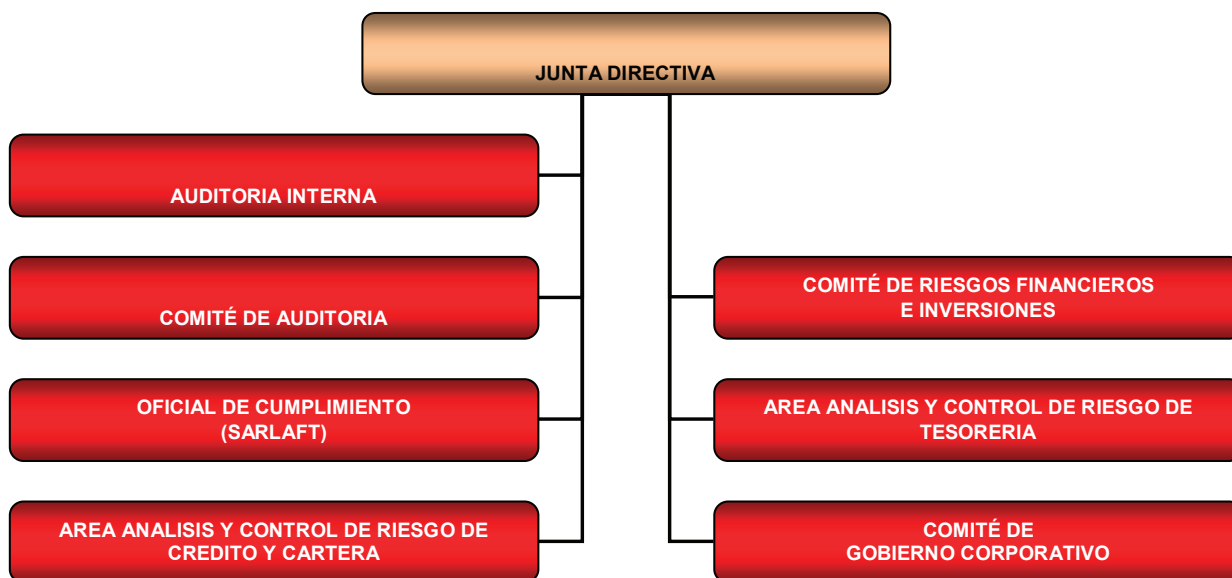 JUNTA DIRECTIVA
AUDITORIA INTERNA
COMITÉ DE AUDITORIA
OFICIAL DE CUMPLIMIENTO
(SARLAFT)
AREA ANALISIS Y CONTROL DE RIESGO DE
CREDITO Y CARTERA
COMITÉ DE RIESGOS FINANCIEROS
E INVERSIONES
AREA ANALISIS Y CONTROL DE RIESGO DE
TESORERIA
COMITÉ DE
GOBIERNO CORPORATIVO